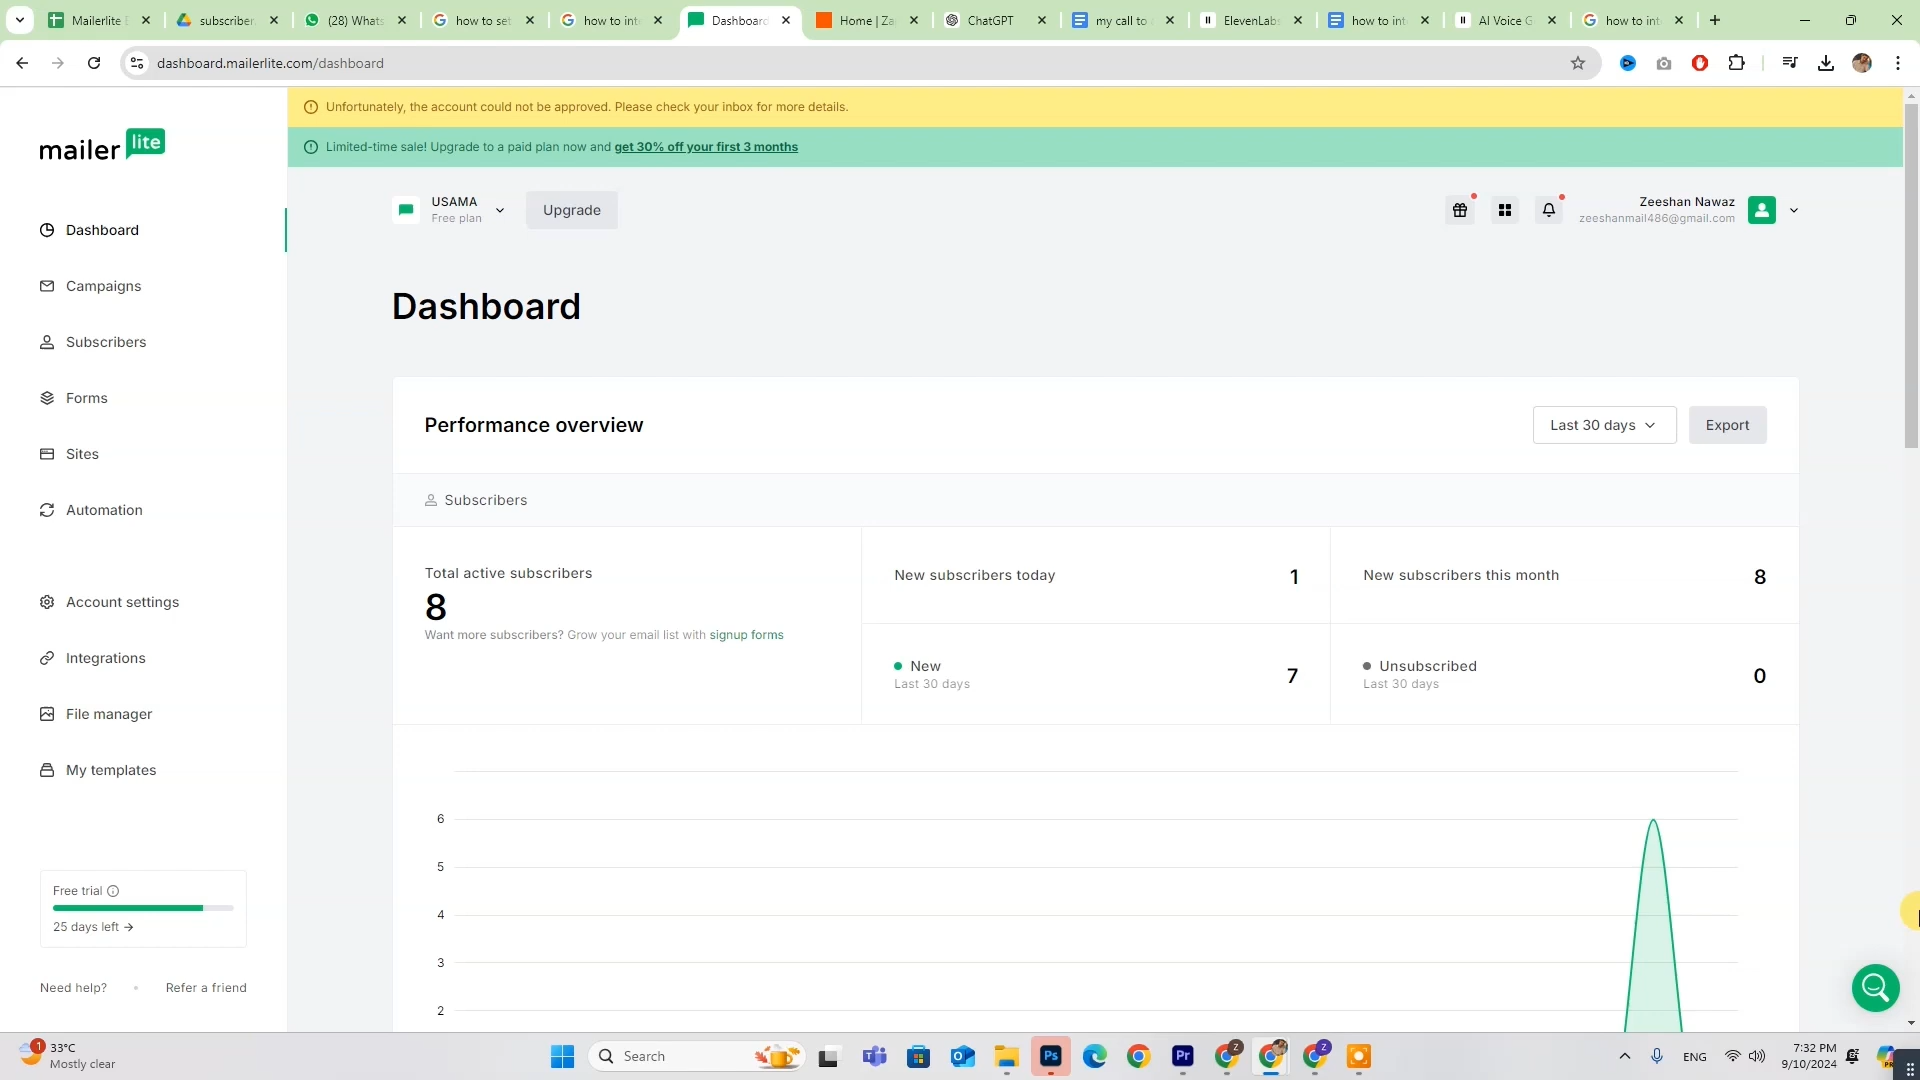 Mailerlite
subscriber
(28) Whats
how to set
how to int
Dashboard
Home | Za
ChatGPT
my call to
ElevenLabs
how to int
AI Voice G
how to int
dashboard.mailerlite.com/dashboard
Unfortunately, the account could not be approved. Please check your inbox for more details.
Limited-time sale! Upgrade to a paid plan now and get 30% off your first 3 months
mailer lite
USAMA
Free plan
Upgrade
Zeeshan Nawaz
zeeshanmail486@gmail.com
Dashboard
Campaigns
Subscribers
Forms
Sites
Automation
Account settings
Integrations
File manager
My templates
Free trial
25 days left →
Need help? • Refer a friend
Dashboard
Performance overview
Last 30 days
Export
Subscribers
Total active subscribers
8
Want more subscribers? Grow your email list with signup forms
New subscribers today 1
New subscribers this month 8
New 7
Last 30 days
Unsubscribed 0
Last 30 days
6
5
4
3
2
1
33°C
Mostly clear
Search
Ps
Pr
Z
Z
ENG
7:32 PM
9/10/2024